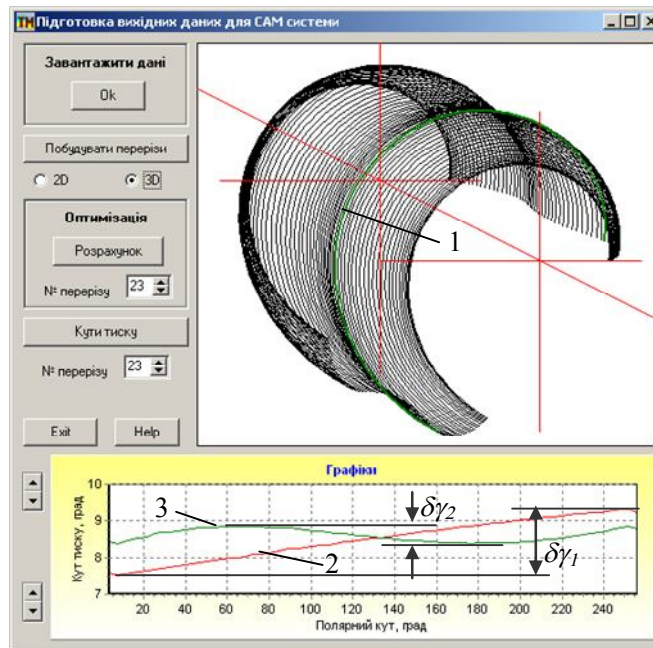 TM Підготовка вихідних даних для САМ системи
Завантажити дані
Ok
Побудувати перерізи
2D 3D
Оптимізація
Розрахунок
№ перерізу 23
Кути тиску
№ перерізу 23
Exit Help
1
Графіки
Кут тиску, град
10
9
8
7
3
2
δγ2
δγ1
20 40 60 80 100 120 140 160 180 200 220 240
Полярний кут, град